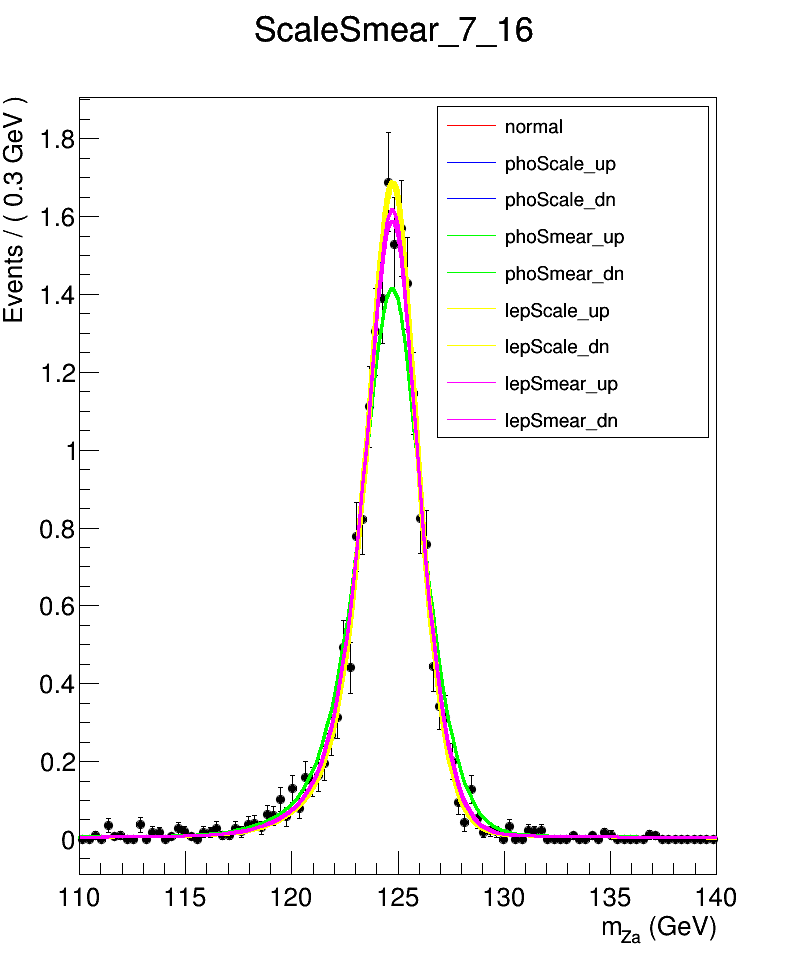 ScaleSmear_7_16
Events / ( 0.3 GeV )
1.8
1.6
1.4
1.2
1
0.8
0.6
0.4
0.2
0
normal
phoScale_up
phoScale_dn
phoSmear_up
phoSmear_dn
lepScale_up
lepScale_dn
lepSmear_up
lepSmear_dn
110 115 120 125 130 135 140
m_Za (GeV)